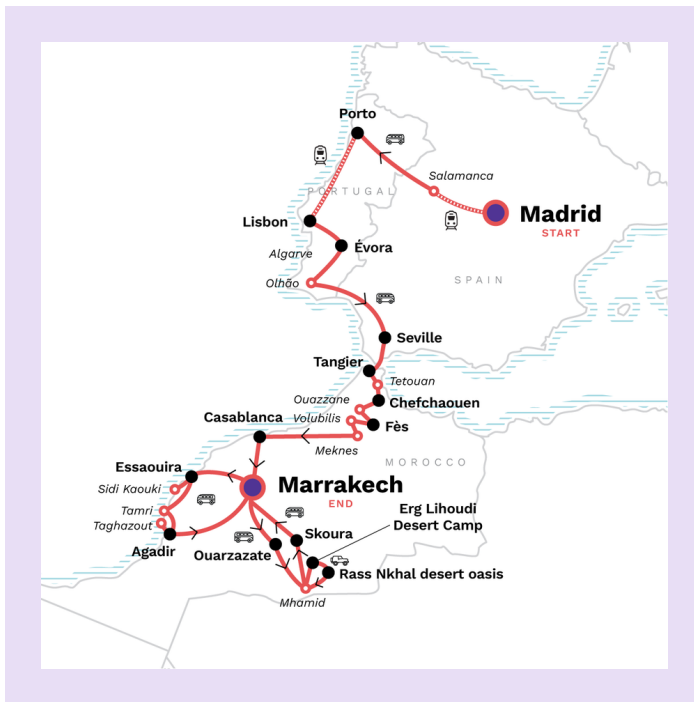 Porto
Salamanca
PORTUGAL
Madrid
START
Lisbon
Évora
Algarve
Olhão
SPAIN
Seville
Tangier
Tetouan
Ouazzane
Chefchaouen
Casablanca
Volubilis
Fès
Meknes
MOROCCO
Essaouira
Sidi Kaouki
Marrakech
END
Tamri
Taghazout
Agadir
Erg Lihoudi
Desert Camp
Skoura
Ouarzazate
Rass Nkhal desert oasis
Mhamid